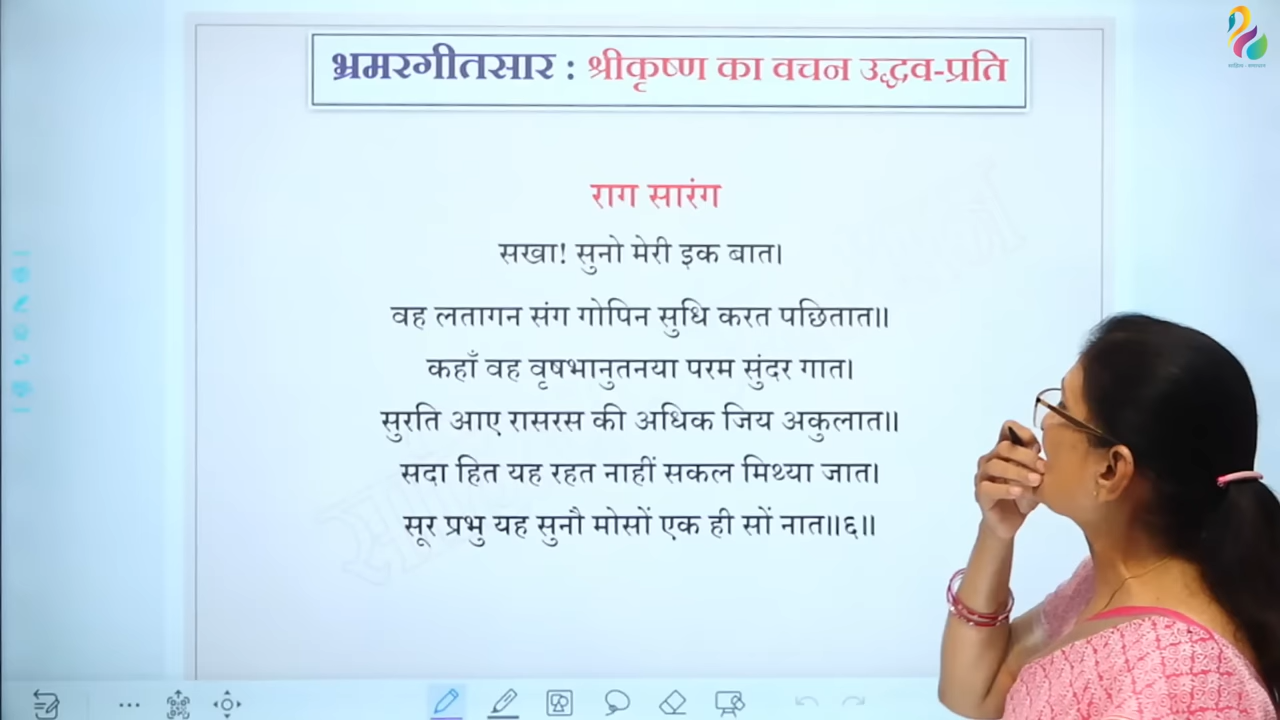 भ्रमरगीतसार : श्रीकृष्ण का वचन उद्धव-प्रति
राग सारंग
सखा! सुनो मेरी इक बात।
वह लतागन संग गोपिन सुधि करत पछितात॥
कहाँ वह वृषभानुतनया परम सुंदर गात।
सुरति आए रासरस की अधिक जिय अकुलात॥
सदा हित यह रहत नाहीं सकल मिथ्या जात।
सूर प्रभु यह सुनौ मोसों एक ही सों नात॥६॥